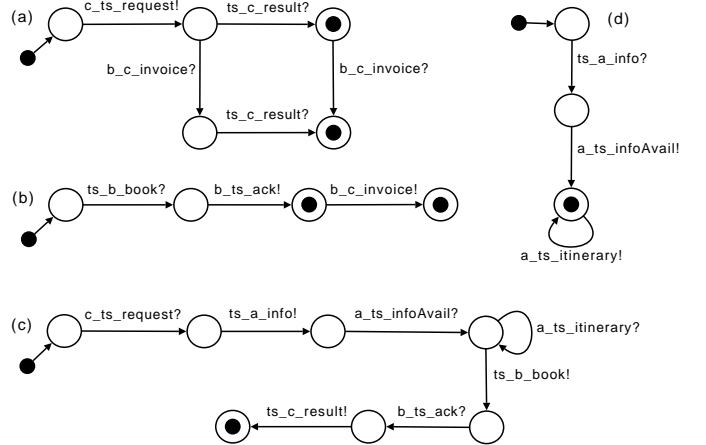 (a)
c_ts_request!
ts_c_result?
b_c_invoice?
b_c_invoice?
ts_c_result?
(d)
ts_a_info?
a_ts_infoAvail!
a_ts_itinerary!
(b)
ts_b_book?
b_ts_ack!
b_c_invoice!
(c)
c_ts_request?
ts_a_info!
a_ts_infoAvail?
a_ts_itinerary?
ts_b_book!
b_ts_ack?
ts_c_result!